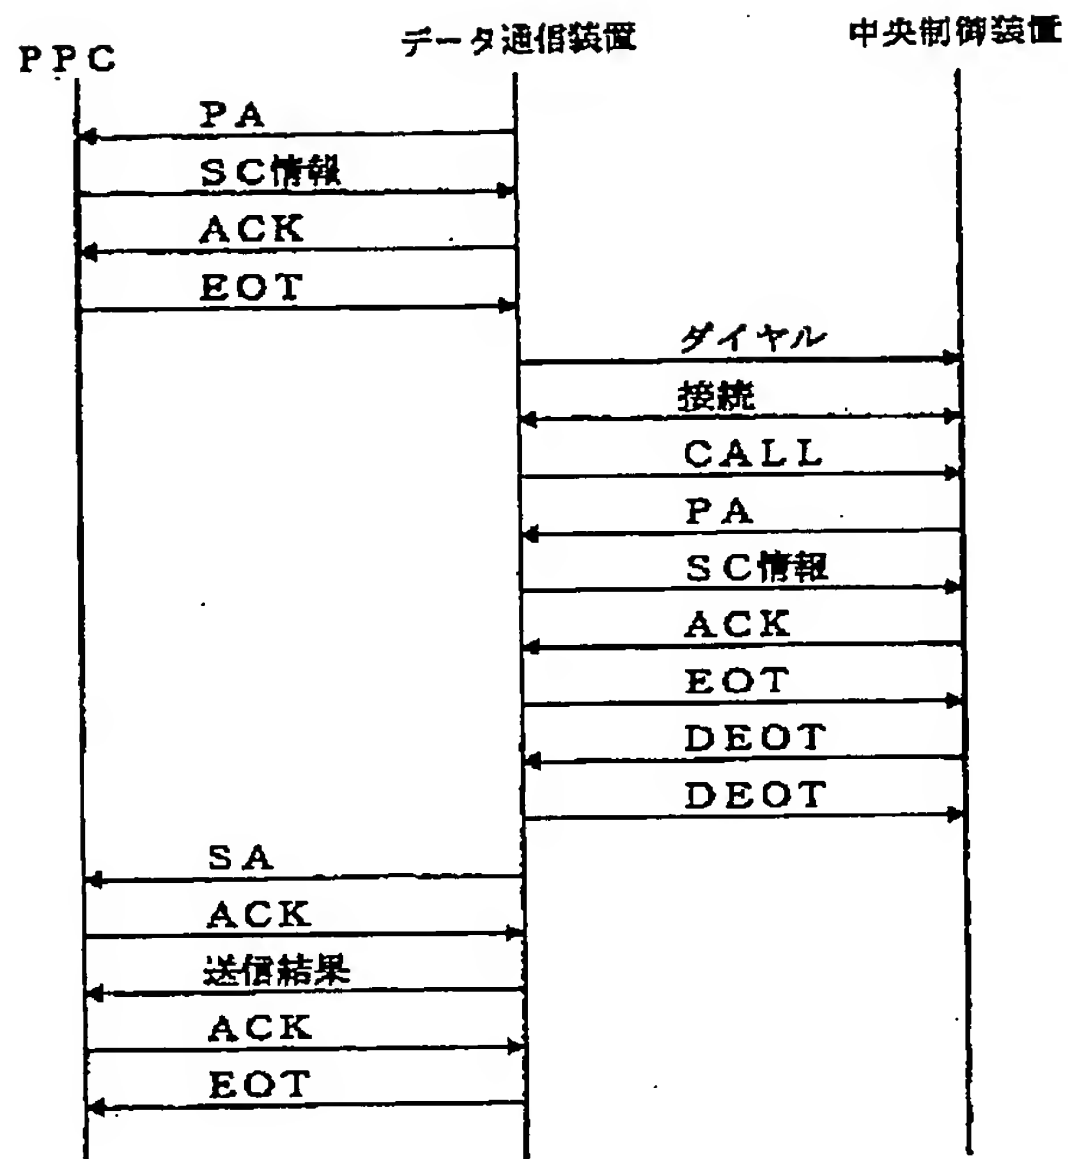 PPC
データ通信装置
中央制御装置
PA
SC情報
ACK
EOT
ダイヤル
接続
CALL
PA
SC情報
ACK
EOT
DEOT
DEOT
SA
ACK
送信結果
ACK
EOT